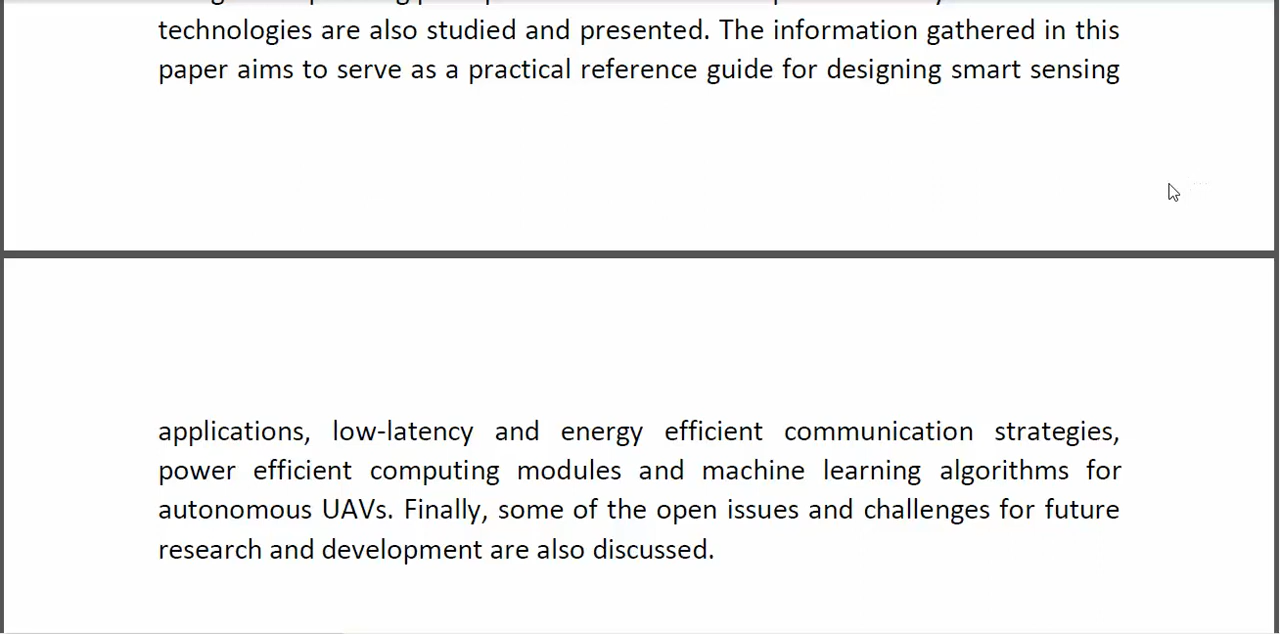 technologies are also studied and presented. The information gathered in this
paper aims to serve as a practical reference guide for designing smart sensing
applications, low-latency and energy efficient communication strategies,
power efficient computing modules and machine learning algorithms for
autonomous UAVs. Finally, some of the open issues and challenges for future
research and development are also discussed.